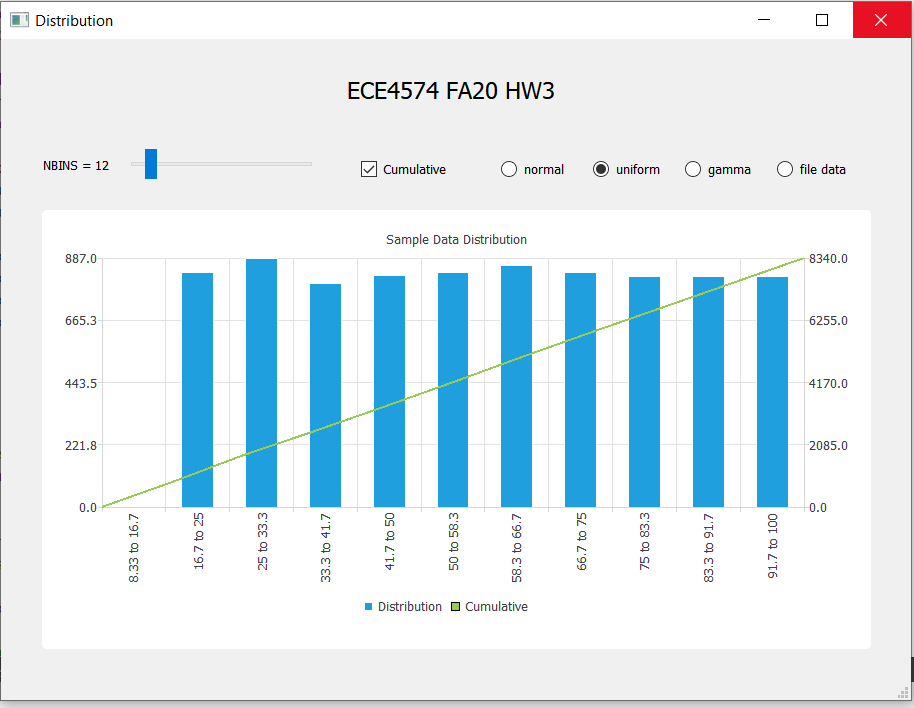 Distribution
ECE4574 FA20 HW3
NBINS = 12
Cumulative
normal
uniform
gamma
file data
Sample Data Distribution
887.0
665.3
443.5
221.8
0.0
8340.0
6255.0
4170.0
2085.0
0.0
8.33 to 16.7
16.7 to 25
25 to 33.3
33.3 to 41.7
41.7 to 50
50 to 58.3
58.3 to 66.7
66.7 to 75
75 to 83.3
83.3 to 91.7
91.7 to 100
Distribution
Cumulative